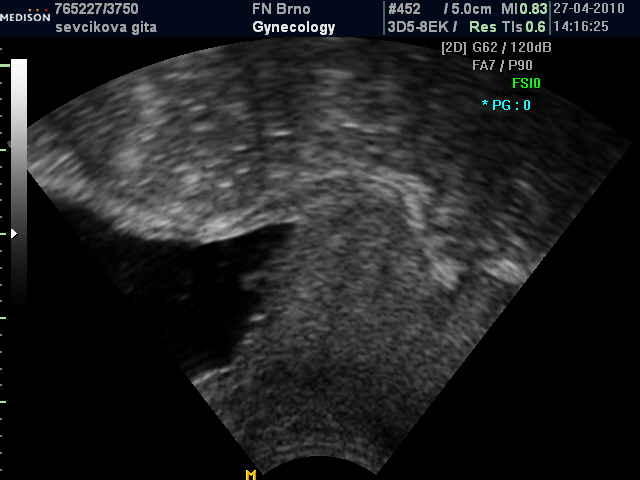 MEDISON 765227/3750 FN Brno #452 / 5.0cm MI 0.83 27-04-2010
sevcikova gita Gynecology 3D5-8EK / Res TIs 0.6 14:16:25
[2D] G62 / 120dB
FA7 / P90
FSI0
* PG : 0
M